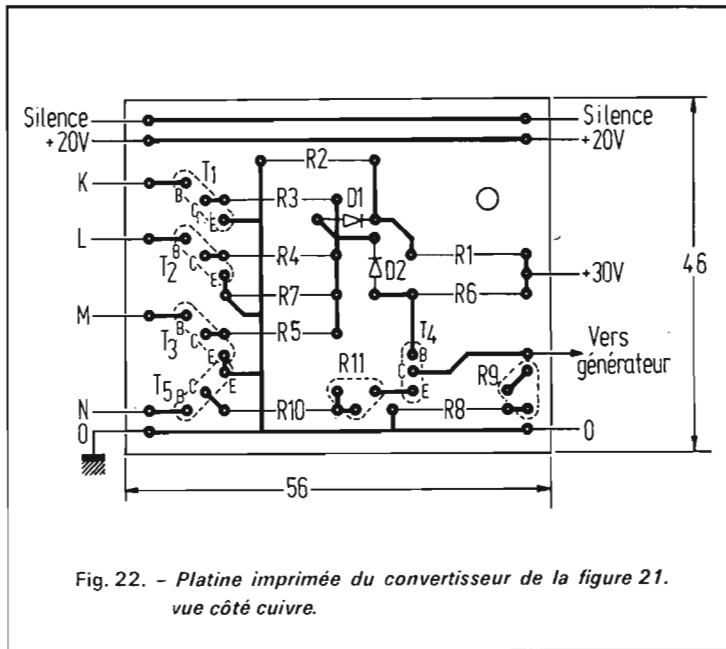 Silence Silence
+20V +20V
R2
K T1 R3 D1
B C E
L R4 R1
B C E
T2 D2 +30V
R7 R6
M R5
B C E
T3 T4 Vers
B générateur
T5 R11 C R9
B C E E
N R10 R8
0 0
46
56
Fig. 22. – Platine imprimée du convertisseur de la figure 21.
vue côté cuivre.